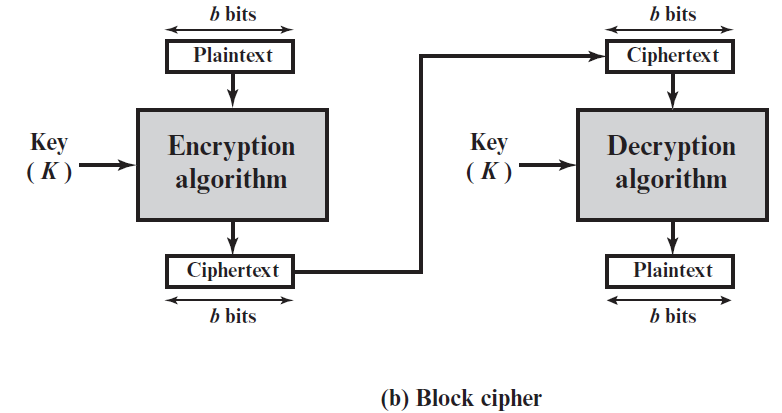 b bits
Plaintext
Key
( K )
Encryption
algorithm
Ciphertext
b bits
b bits
Ciphertext
Key
( K )
Decryption
algorithm
Plaintext
b bits
(b) Block cipher